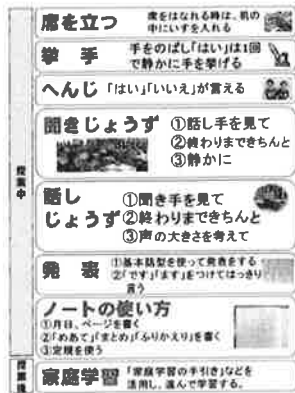 席を立つ
席をはなれる時は、机の
中にいすを入れる
挙手
手をのばし「はい」は1回
で静かに手を挙げる
へんじ 「はい」「いいえ」が言える
聞きじょうず ①話し手を見て
②終わりまできちんと
③静かに
授業中
話し
じょうず
①聞き手を見て
②終わりまできちんと
③声の大きさを考えて
発表
①基本話型を使って発表をする
②「です」「ます」をつけてはっきり
言う
ノートの使い方
①月日、ページを書く
②「めあて」「まとめ」「ふりかえり」を書く
③定規を使う
授業後
家庭学習
「家庭学習の手引き」などを
活用し、進んで学習する。